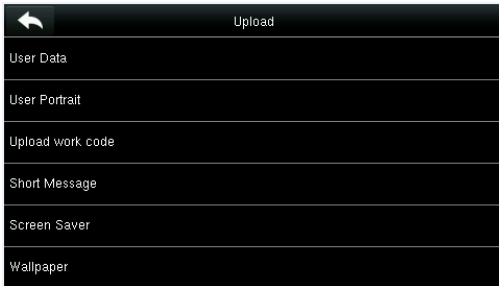 Upload
User Data
User Portrait
Upload work code
Short Message
Screen Saver
Wallpaper